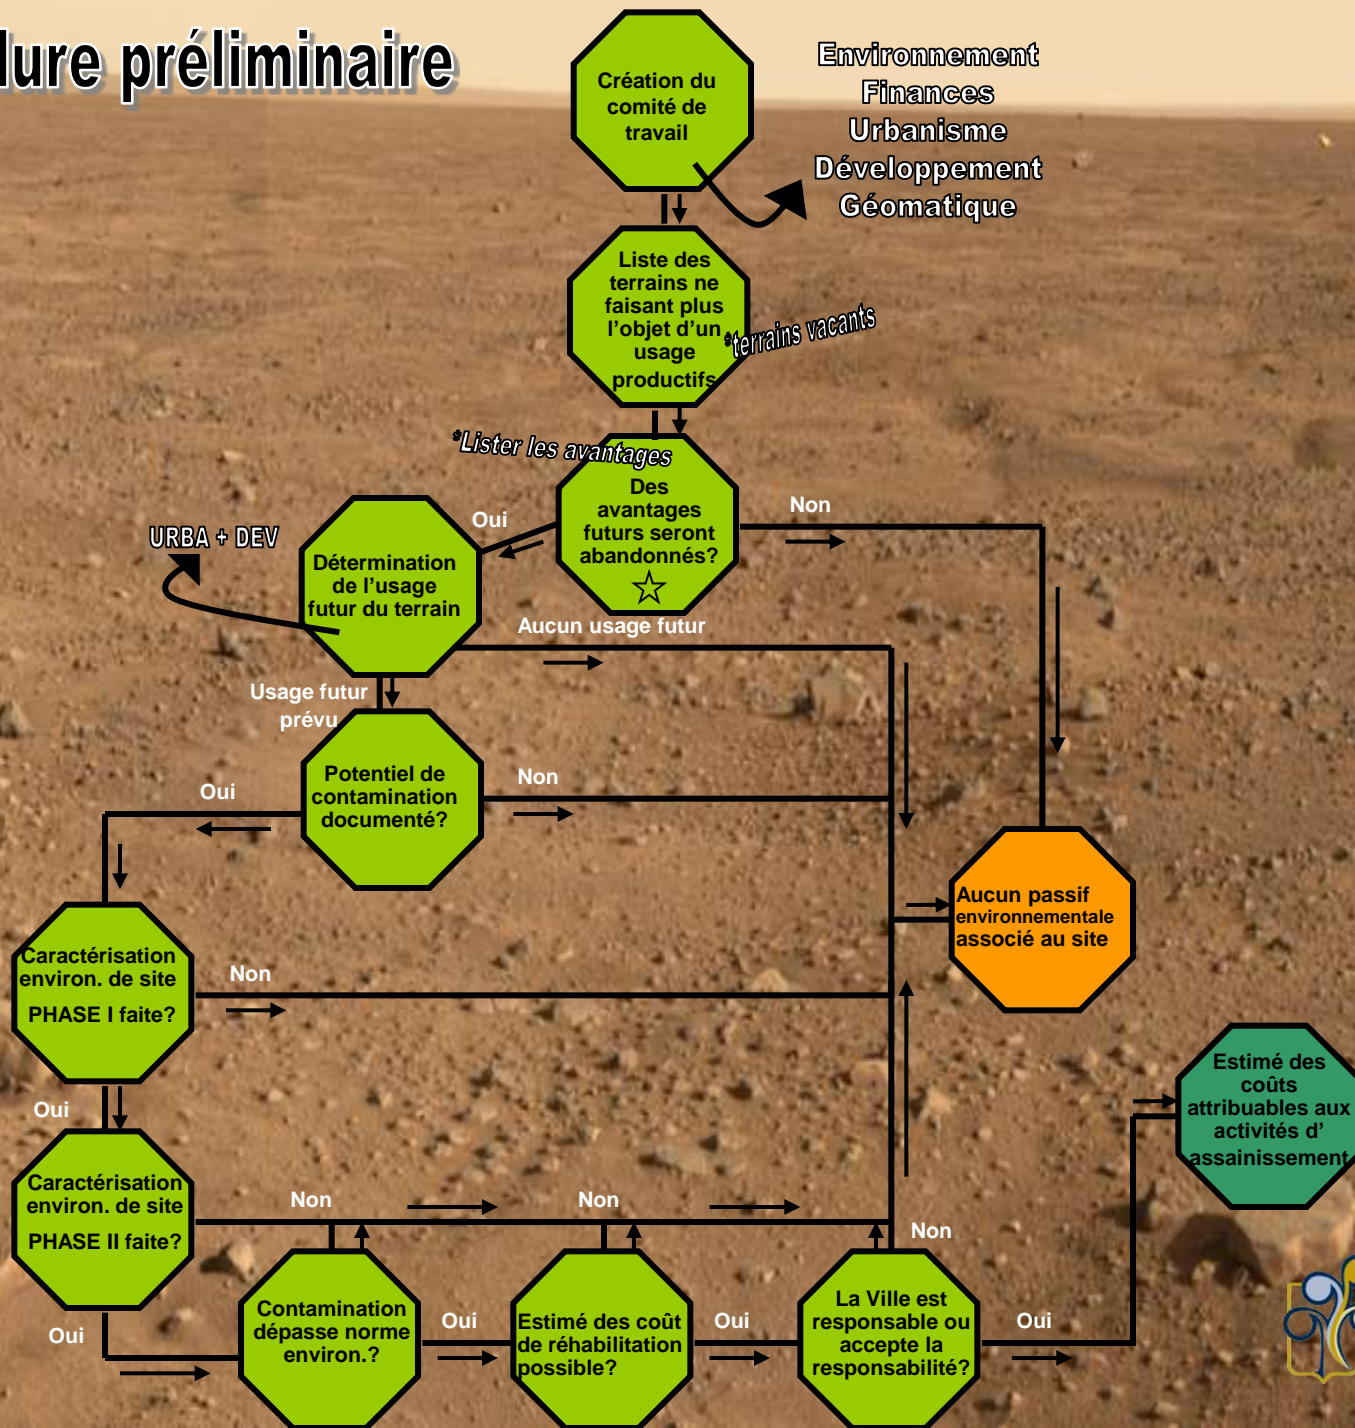 dure préliminaire
Création du
comité de
travail
Environnement
Finances
Urbanisme
Développement
Géomatique
Liste des
terrains ne
faisant plus
l'objet d'un
usage
productifs
*terrains vacants
*Lister les avantages
Des
avantages
futurs seront
abandonnés?
Oui
Non
URBA + DEV
Détermination
de l'usage
futur du terrain
Aucun usage futur
Usage futur
prévu
Potentiel de
contamination
documenté?
Oui
Non
Aucun passif
environnementale
associé au site
Caractérisation
environ. de site
PHASE I faite?
Non
Oui
Estimé des
coûts
attribuables aux
activités d'
assainissement
Caractérisation
environ. de site
PHASE II faite?
Non
Non
Non
Oui
Contamination
dépasse norme
environ.?
Oui
Estimé des coût
de réhabilitation
possible?
Oui
La Ville est
responsable ou
accepte la
responsabilité?
Oui